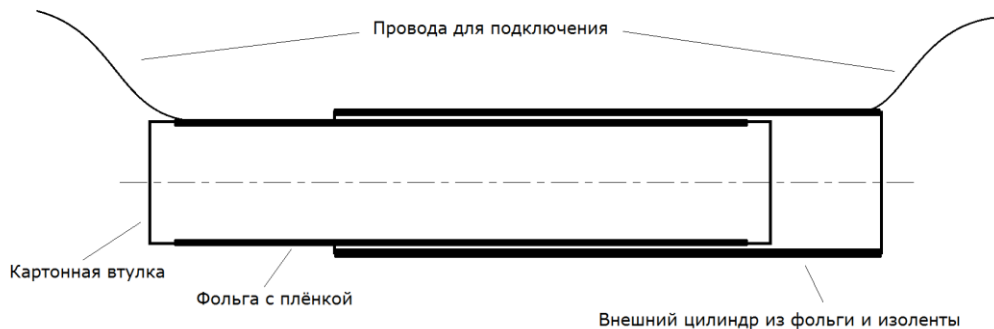 Провода для подключения
Картонная втулка
Фольга с плёнкой
Внешний цилиндр из фольги и изоленты